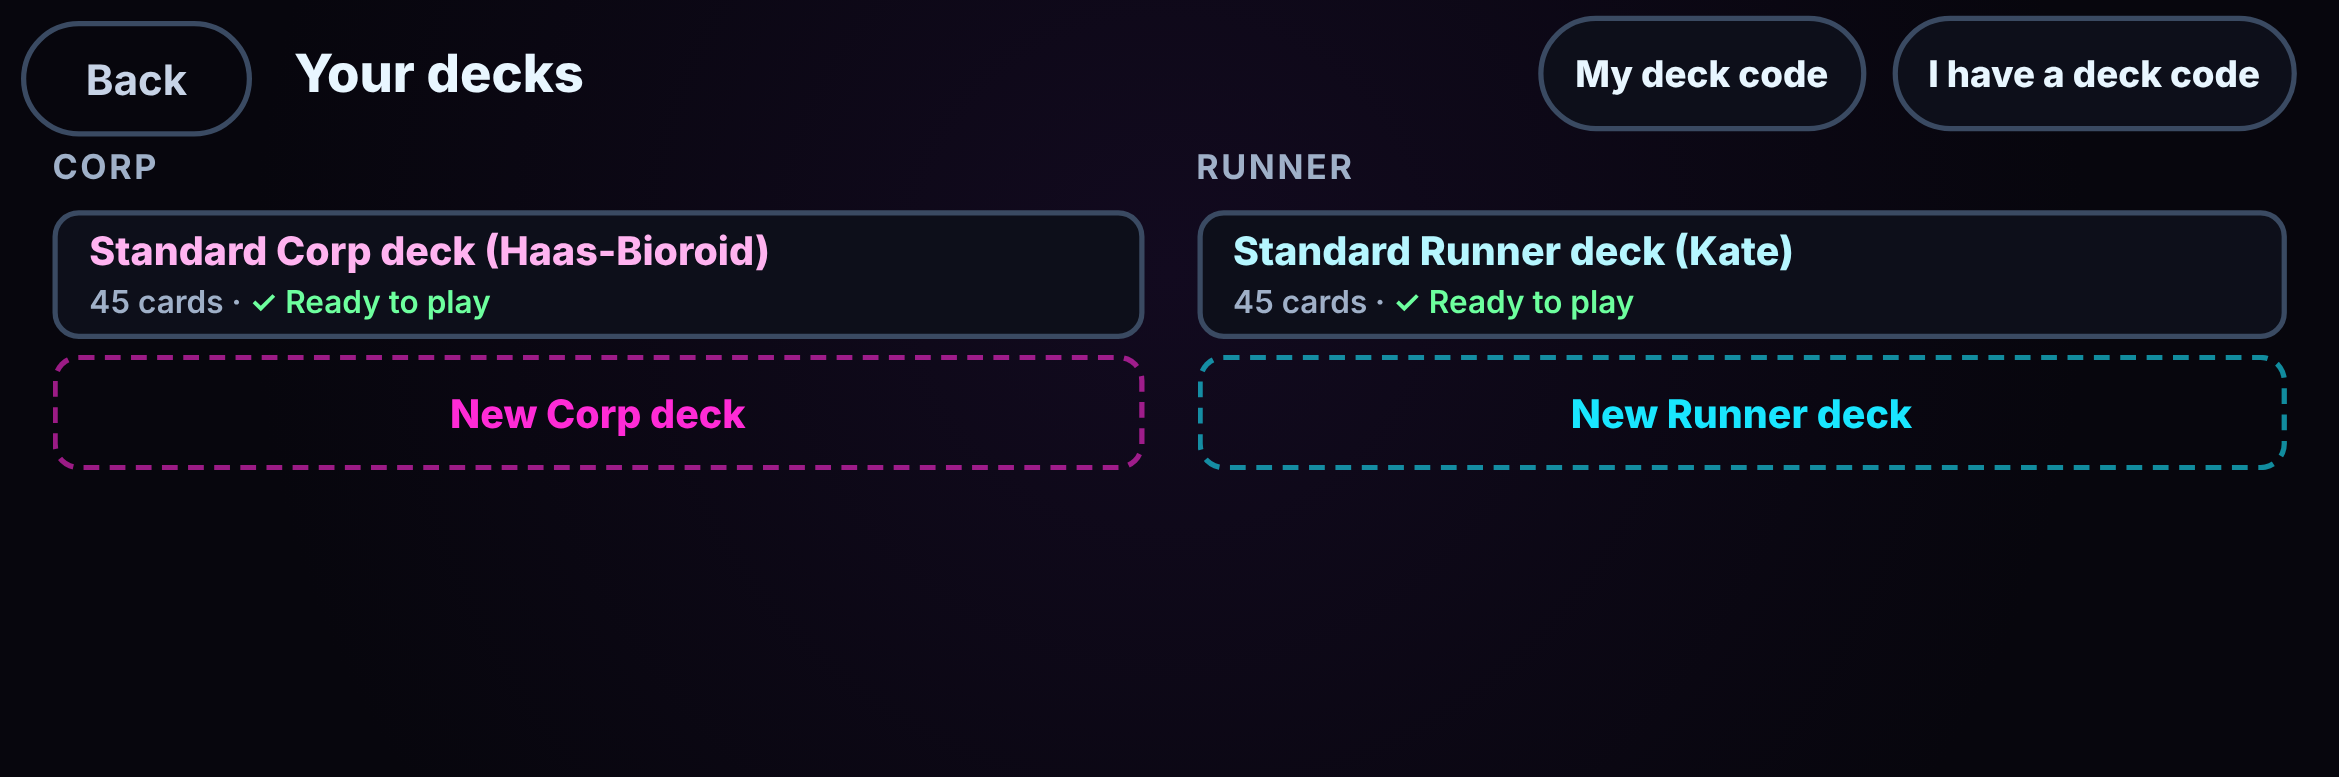 Back
Your decks
My deck code
I have a deck code
CORP
Standard Corp deck (Haas-Bioroid)
45 cards · ✓ Ready to play
New Corp deck
RUNNER
Standard Runner deck (Kate)
45 cards · ✓ Ready to play
New Runner deck